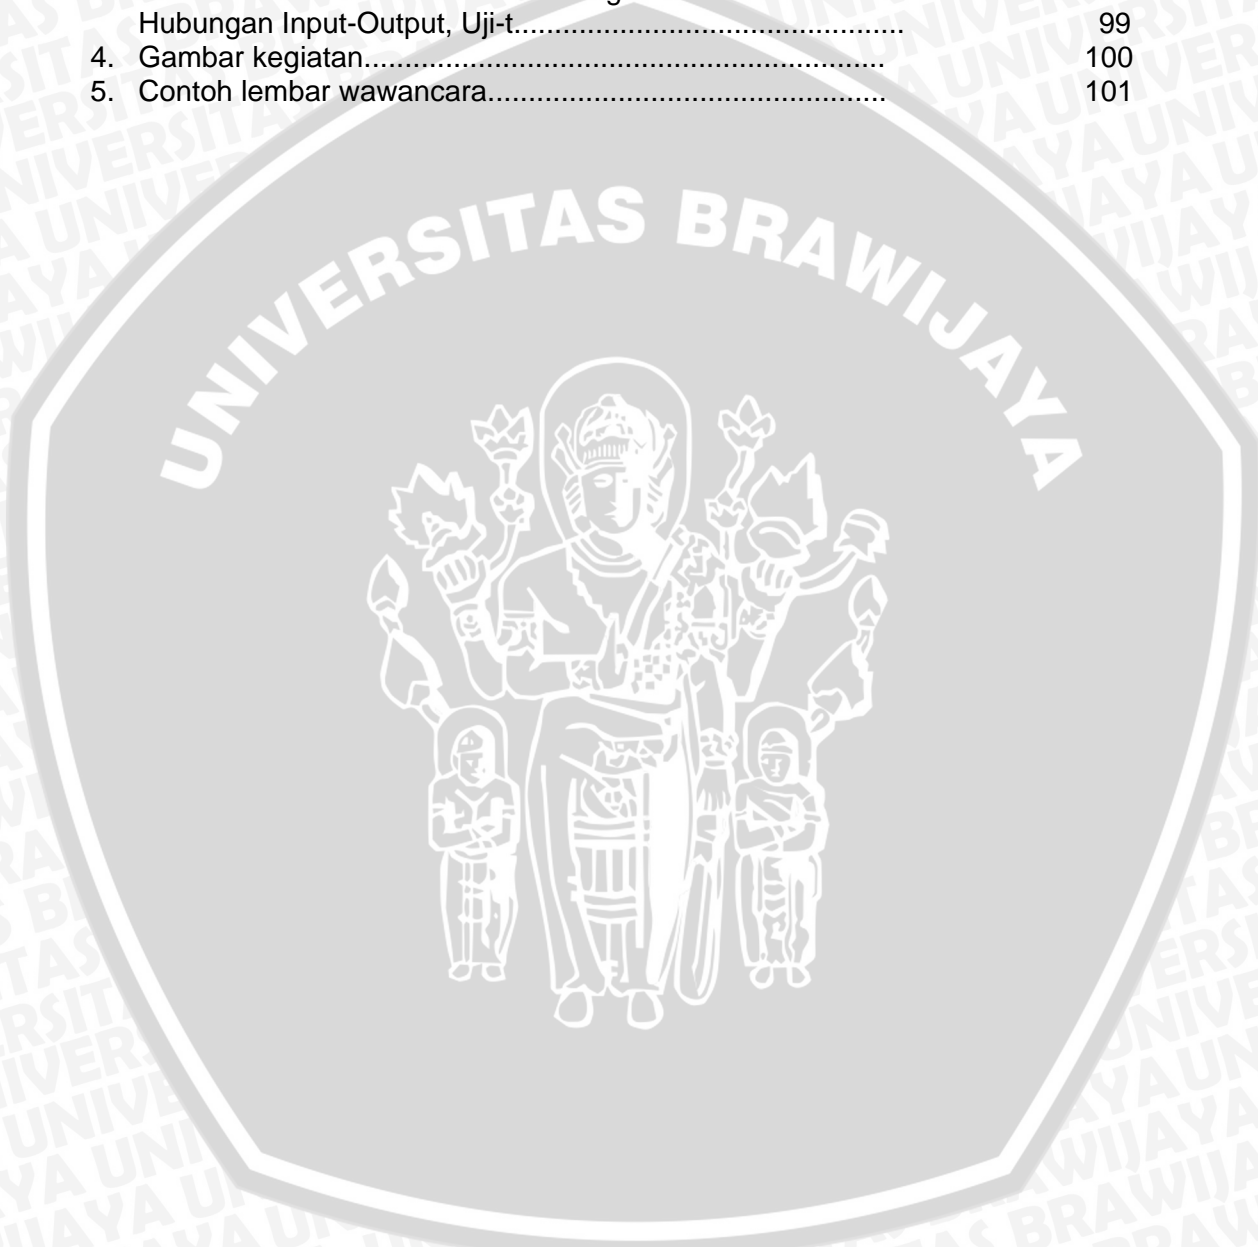 Hubungan Input-Output, Uji-t............................................... 99
4. Gambar kegiatan............................................................... 100
5. Contoh lembar wawancara................................................ 101
UNIVERSITAS BRAWIJAYA